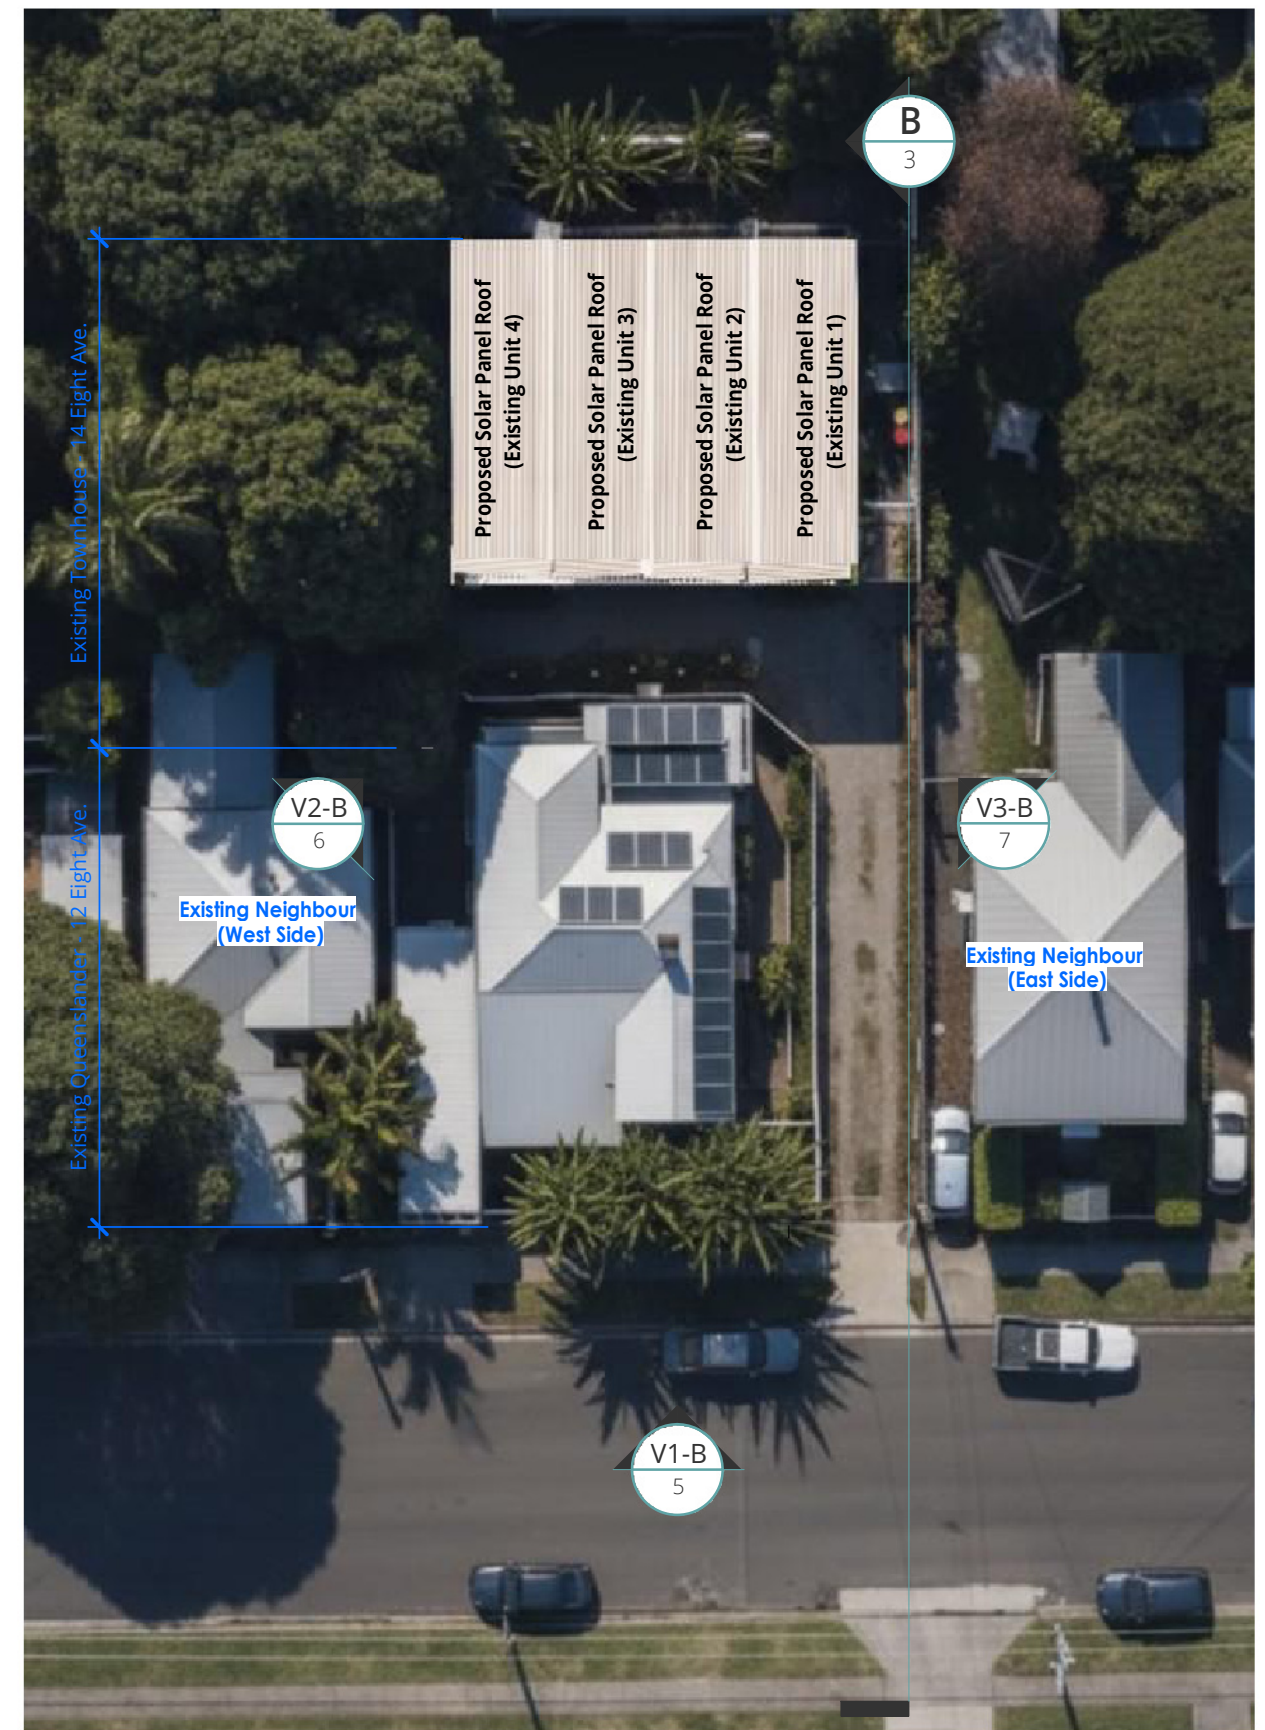 B
3
Proposed Solar Panel Roof
(Existing Unit 4)
Proposed Solar Panel Roof
(Existing Unit 3)
Proposed Solar Panel Roof
(Existing Unit 2)
Proposed Solar Panel Roof
(Existing Unit 1)
Existing Townhouse - 14 Eight Ave.
Existing Queenslander - 12 Eight Ave.
V2-B
6
V3-B
7
Existing Neighbour
(West Side)
Existing Neighbour
(East Side)
V1-B
5